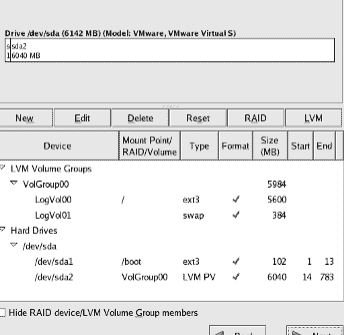 Drive /dev/sda (6142 MB) (Model: VMware, VMware Virtual S)
sda2
6040 MB
New Edit Delete Reset RAID LVM
Device Mount Point/ RAID/Volume Type Format Size (MB) Start End
LVM Volume Groups
VolGroup00 5984
LogVol00 / ext3 ✓ 5600
LogVol01 swap ✓ 384
Hard Drives
/dev/sda
/dev/sda1 /boot ext3 ✓ 102 1 13
/dev/sda2 VolGroup00 LVM PV ✓ 6040 14 783
Hide RAID device/LVM Volume Group members